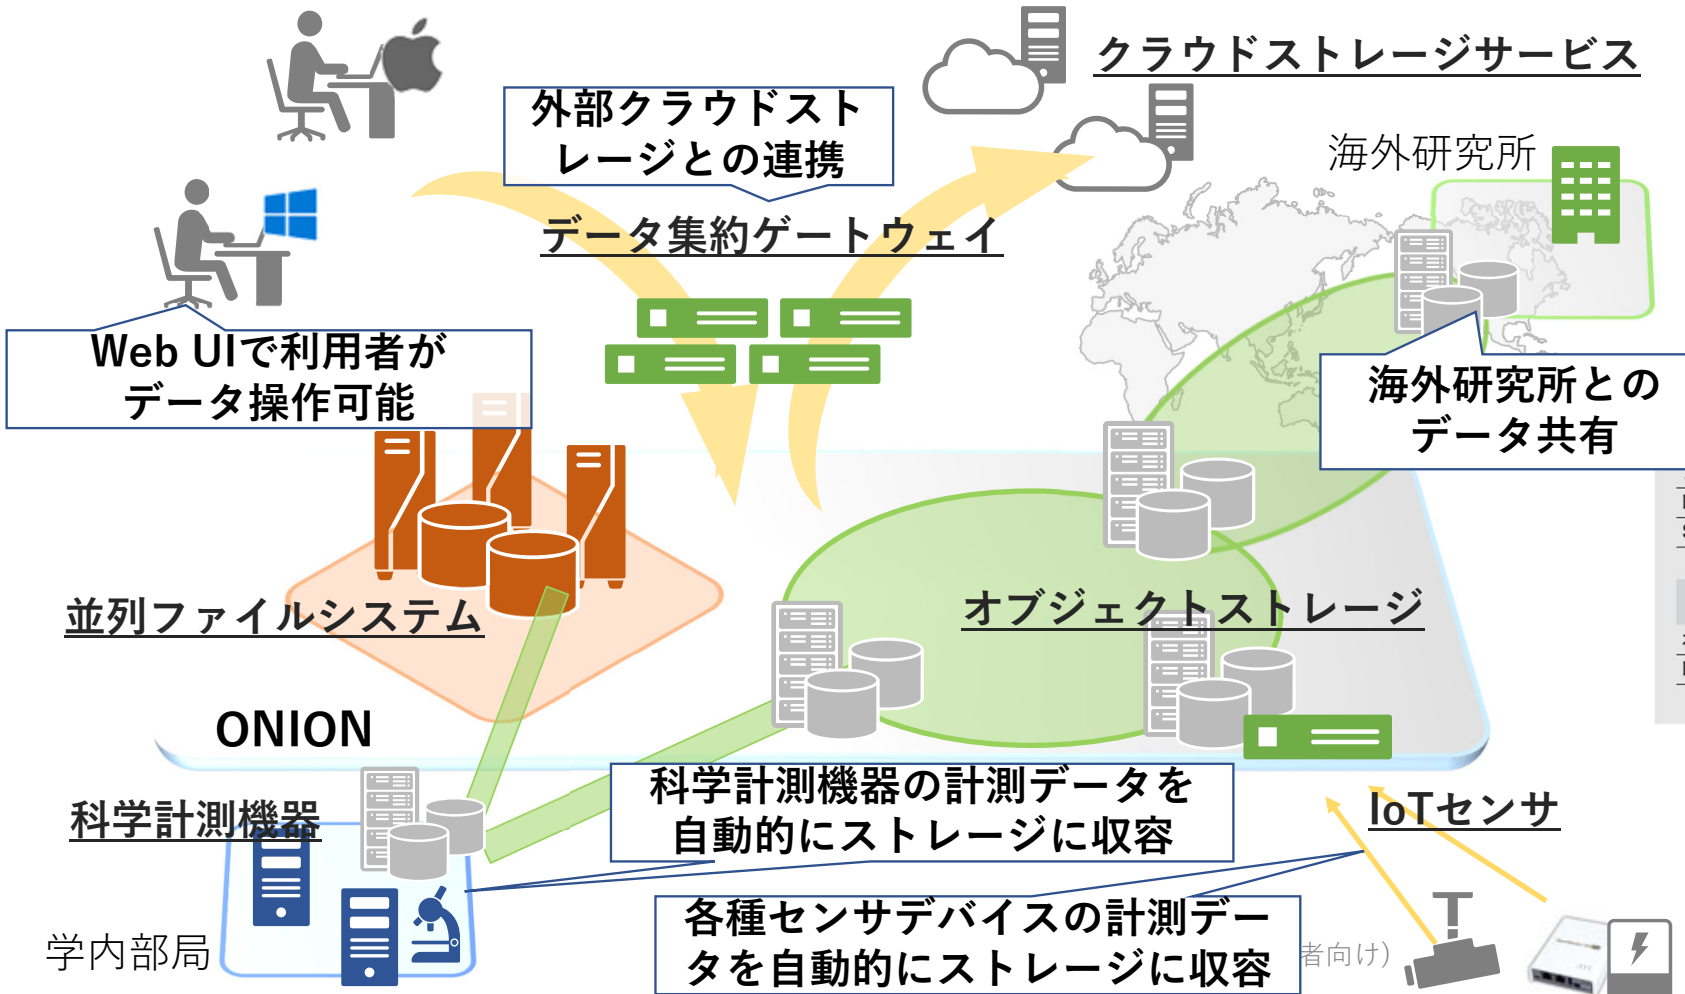 クラウドストレージサービス
外部クラウドスト
レージとの連携
海外研究所
データ集約ゲートウェイ
Web UIで利用者が
データ操作可能
海外研究所との
データ共有
並列ファイルシステム
オブジェクトストレージ
ONION
科学計測機器の計測データを
自動的にストレージに収容
科学計測機器
IoTセンサ
各種センサデバイスの計測デー
タを自動的にストレージに収容
学内部局
者向け)